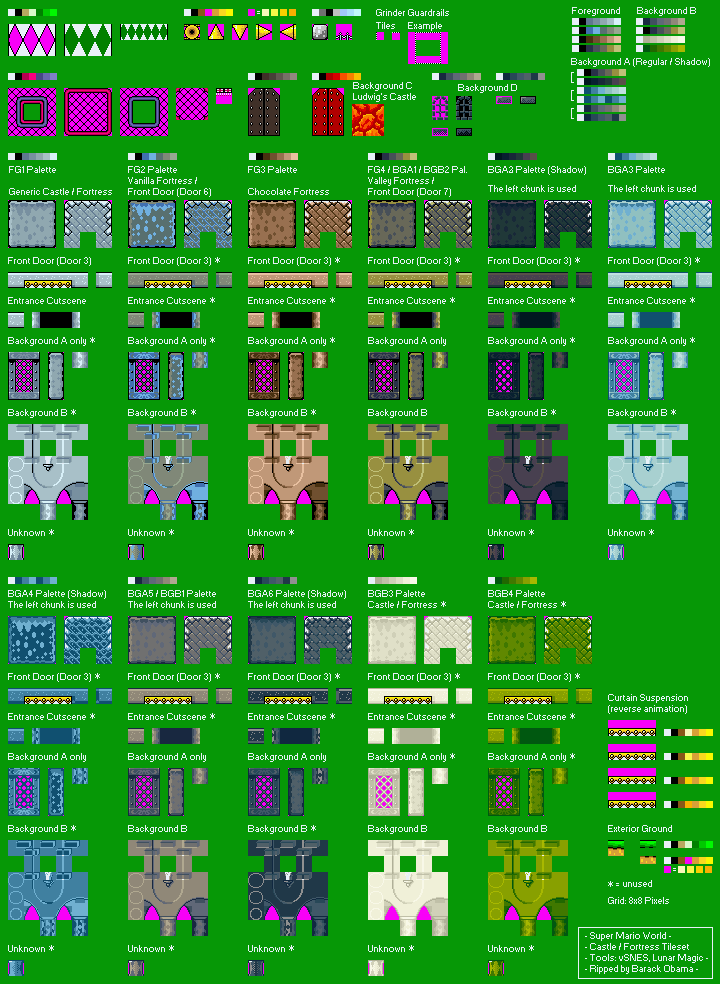 Grinder Guardrails
Tiles Example
Foreground Background B
Background A (Regular / Shadow)
[
[
Background C
Ludwig's Castle
Background D
FG1 Palette
Generic Castle / Fortress
FG2 Palette
Vanilla Fortress /
Front Door (Door 6)
FG3 Palette
Chocolate Fortress
FG4 / BGA1 / BGB2 Pal.
Valley Fortress /
Front Door (Door 7)
BGA2 Palette (Shadow)
The left chunk is used
BGA3 Palette
The left chunk is used
Front Door (Door 3) Front Door (Door 3) * Front Door (Door 3) * Front Door (Door 3) * Front Door (Door 3) * Front Door (Door 3) *
Entrance Cutscene Entrance Cutscene * Entrance Cutscene * Entrance Cutscene * Entrance Cutscene * Entrance Cutscene *
Background A only * Background A only * Background A only * Background A only Background A only * Background A only *
Background B * Background B * Background B * Background B Background B * Background B *
Unknown * Unknown * Unknown * Unknown * Unknown * Unknown *
BGA4 Palette (Shadow)
The left chunk is used
BGA5 / BGB1 Palette
The left chunk is used
BGA6 Palette (Shadow)
The left chunk is used
BGB3 Palette
Castle / Fortress
BGB4 Palette
Castle / Fortress *
Front Door (Door 3) * Front Door (Door 3) * Front Door (Door 3) * Front Door (Door 3) * Front Door (Door 3) *
Entrance Cutscene * Entrance Cutscene * Entrance Cutscene * Entrance Cutscene * Entrance Cutscene *
Background A only Background A only Background A only Background A only * Background A only *
Background B * Background B Background B * Background B Background B
Unknown * Unknown * Unknown * Unknown * Unknown *
Curtain Suspension
(reverse animation)
Exterior Ground
* = unused
Grid: 8x8 Pixels
- Super Mario World -
- Castle / Fortress Tileset
- Tools: vSNES, Lunar Magic -
- Ripped by Barack Obama -